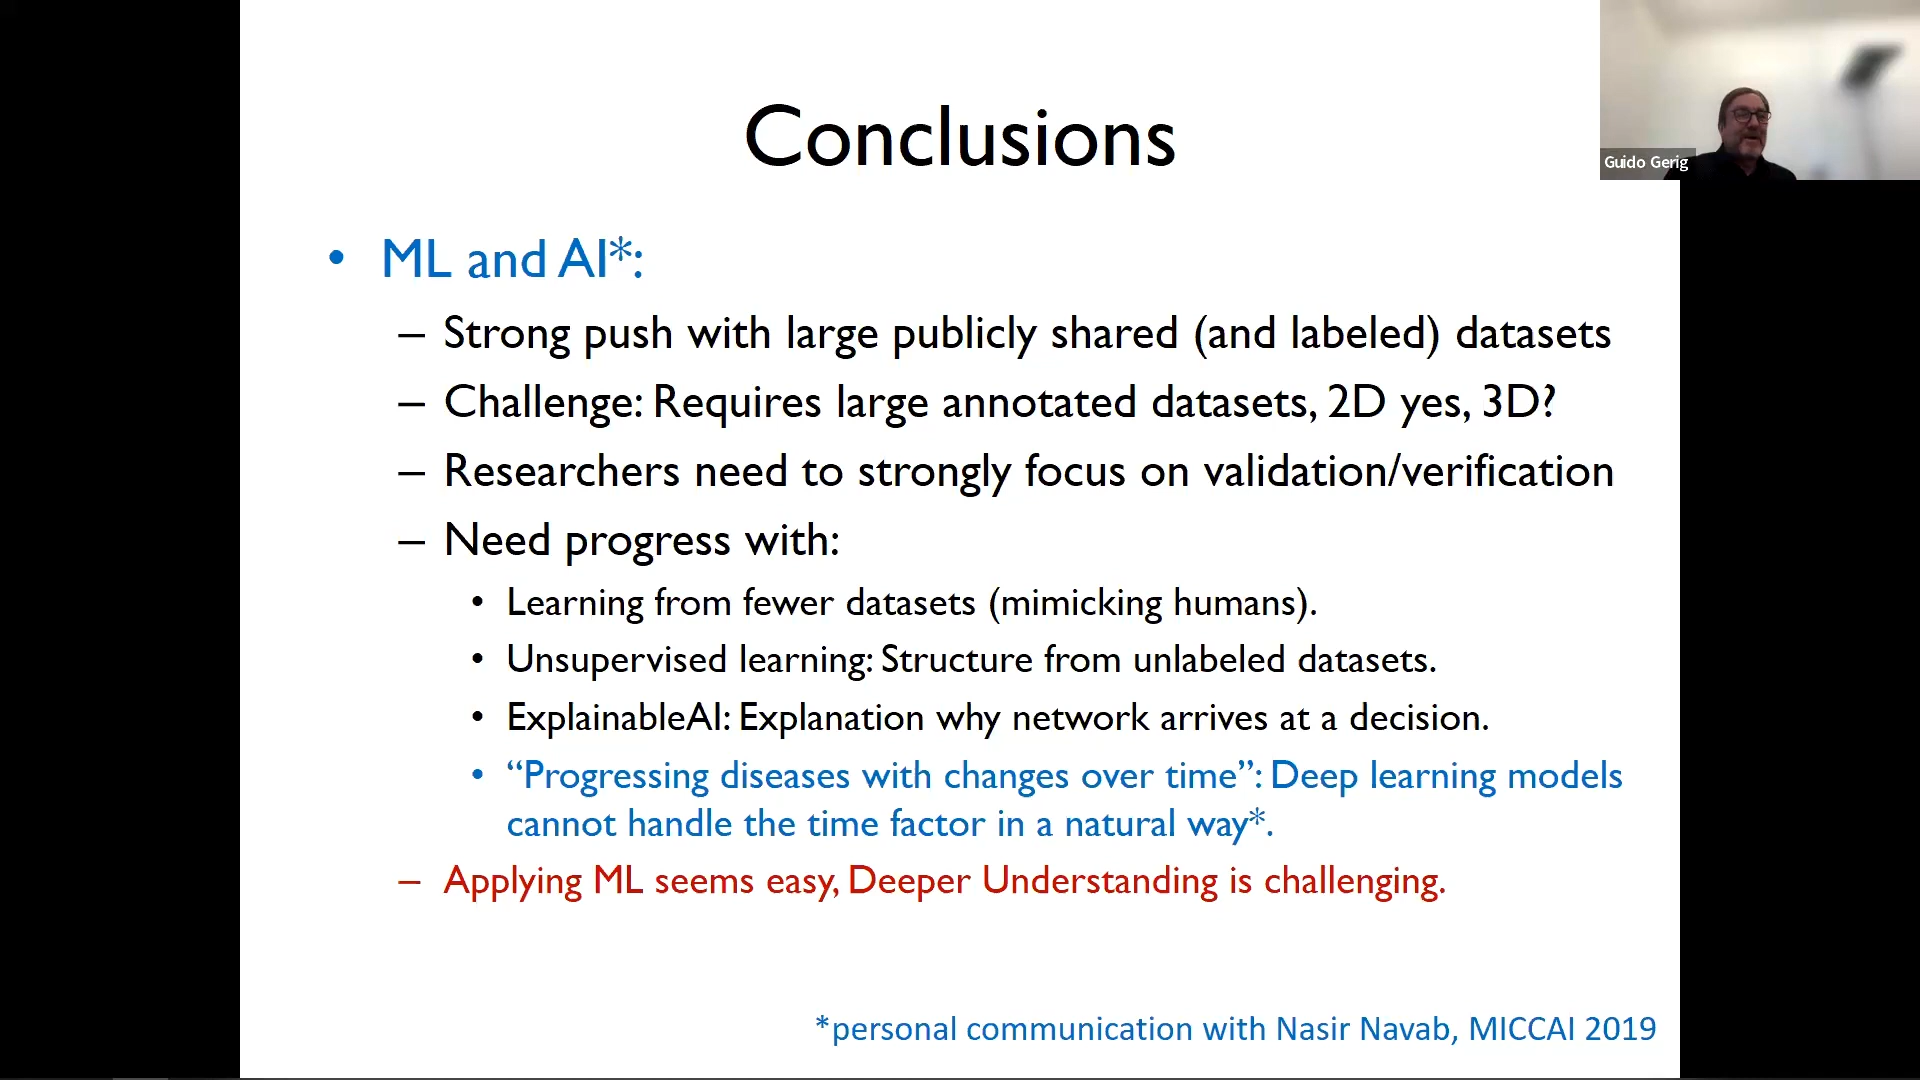 Conclusions
Guido Gerig
• ML and AI*:
– Strong push with large publicly shared (and labeled) datasets
– Challenge: Requires large annotated datasets, 2D yes, 3D?
– Researchers need to strongly focus on validation/verification
– Need progress with:
• Learning from fewer datasets (mimicking humans).
• Unsupervised learning: Structure from unlabeled datasets.
• ExplainableAI: Explanation why network arrives at a decision.
• “Progressing diseases with changes over time”: Deep learning models
cannot handle the time factor in a natural way*.
– Applying ML seems easy, Deeper Understanding is challenging.
*personal communication with Nasir Navab, MICCAI 2019